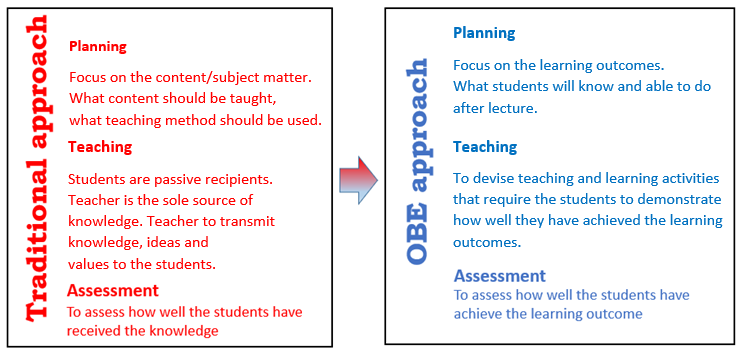 Traditional approach
Planning
Focus on the content/subject matter.
What content should be taught,
what teaching method should be used.
Teaching
Students are passive recipients.
Teacher is the sole source of
knowledge. Teacher to transmit
knowledge, ideas and
values to the students.
Assessment
To assess how well the students have
received the knowledge
OBE approach
Planning
Focus on the learning outcomes.
What students will know and able to do
after lecture.
Teaching
To devise teaching and learning activities
that require the students to demonstrate
how well they have achieved the learning
outcomes.
Assessment
To assess how well the students have
achieve the learning outcome